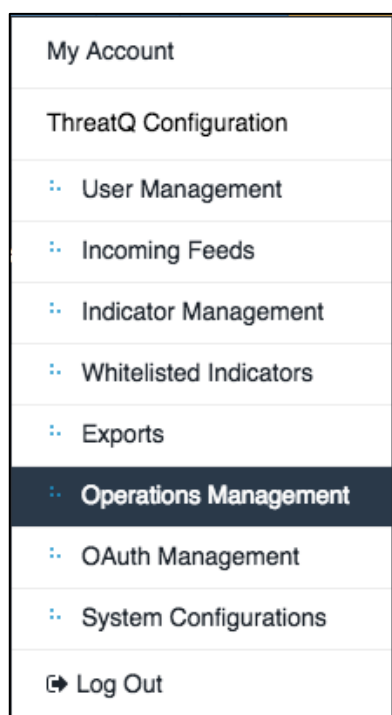 My Account
ThreatQ Configuration
User Management
Incoming Feeds
Indicator Management
Whitelisted Indicators
Exports
Operations Management
OAuth Management
System Configurations
Log Out